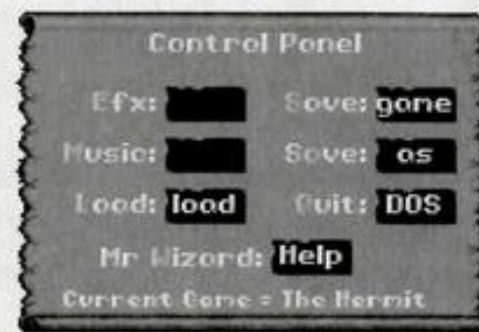 Control Panel
Efx: Save: game
Music: Save: as
Load: load Quit: DOS
Mr Wizard: Help
Current Game = The Hermit